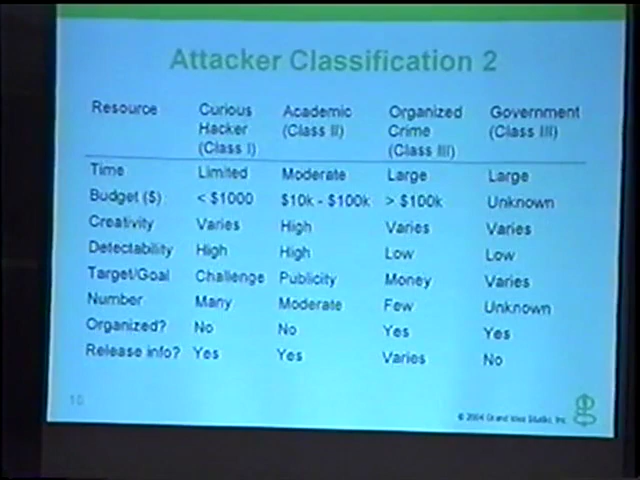 Attacker Classification 2
Resource Curious Hacker (Class I) Academic (Class II) Organized Crime (Class III) Government (Class III)
Time Limited Moderate Large Large
Budget ($) < $1000 $10k - $100k > $100k Unknown
Creativity Varies High Varies Varies
Detectability High High Low Low
Target/Goal Challenge Publicity Money Varies
Number Many Moderate Few Unknown
Organized? No No Yes Yes
Release info? Yes Yes Varies No
10
© 2004 Grand Idea Studio, Inc.